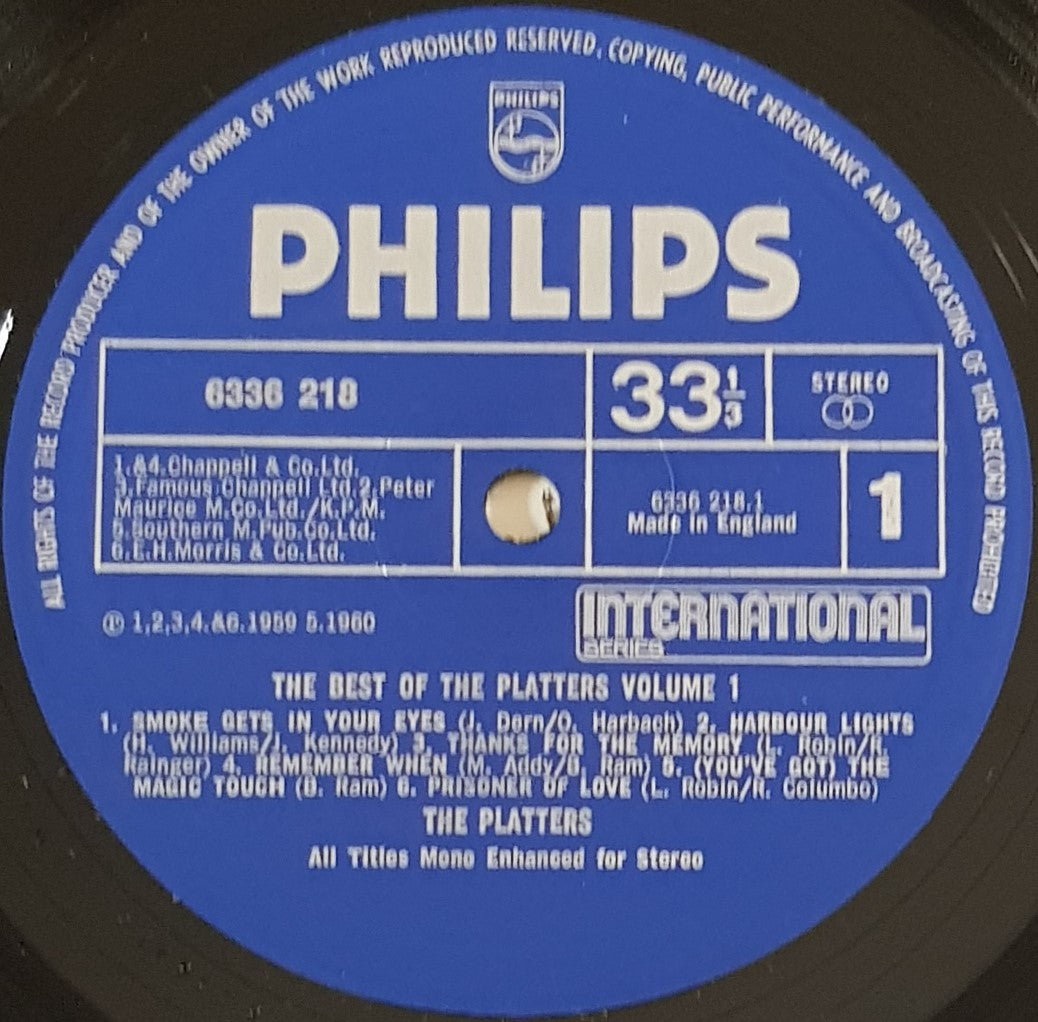 ALL RIGHTS OF THE RECORD PRODUCER AND OF THE OWNER OF THE WORK REPRODUCED RESERVED. COPYING, PUBLIC PERFORMANCE AND BROADCASTING OF THIS RECORD PROHIBITED
PHILIPS
PHILIPS
6336 218
33 1/3
STEREO
1.&4.Chappell & Co.Ltd.
3.Famous Chappell Ltd.2.Peter
Maurice M.Co.Ltd./K.P.M.
5.Southern M.Pub.Co.Ltd.
6.E.H.Morris & Co.Ltd.
6336 218.1
Made in England
1
℗ 1,2,3,4.&6.1959 5.1960
INTERNATIONAL
SERIES
THE BEST OF THE PLATTERS VOLUME 1
1. SMOKE GETS IN YOUR EYES (J. Dern/O. Harbach) 2. HARBOUR LIGHTS
(H. Williams/J. Kennedy) 3. THANKS FOR THE MEMORY (L. Robin/R.
Rainger) 4. REMEMBER WHEN (M. Addy/B. Ram) 5. (YOU'VE GOT) THE
MAGIC TOUCH (B. Ram) 6. PRISONER OF LOVE (L. Robin/R. Columbo)
THE PLATTERS
All Titles Mono Enhanced for Stereo